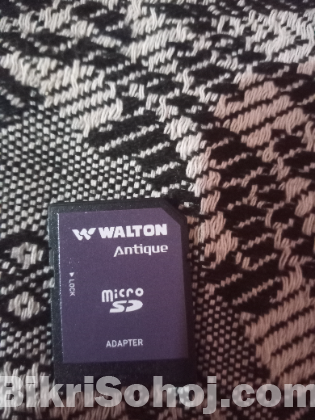 WALTON
Antique
▸ LOCK
micro
SD
ADAPTER
BikriSohoj.com